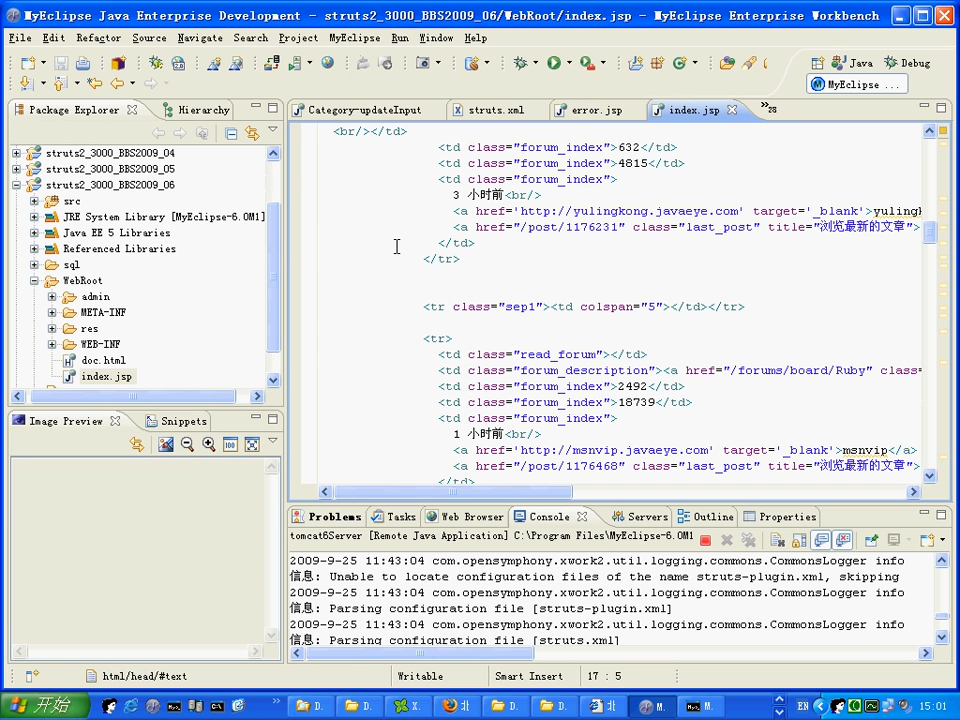 MyEclipse Java Enterprise Development - struts2_3000_BBS2009_06/WebRoot/index.jsp - MyEclipse Enterprise Workbench
File Edit Refactor Source Navigate Search Project MyEclipse Run Window Help
Java Debug
MyEclipse ...
Package Explorer Hierarchy
Category-updateInput struts.xml error.jsp index.jsp »28
struts2_3000_BBS2009_04
struts2_3000_BBS2009_05
struts2_3000_BBS2009_06
src
JRE System Library [MyEclipse-6.0M1]
Java EE 5 Libraries
Referenced Libraries
sql
WebRoot
admin
META-INF
res
WEB-INF
doc.html
index.jsp
<br/></td>
<td class="forum_index">632</td>
<td class="forum_index">4815</td>
<td class="forum_index">
3 小时前<br/>
<a href='http://yulingkong.javaeye.com' target='_blank'>yulingk
<a href="/post/1176231" class="last_post" title="浏览最新的文章">
</td>
</tr>
<tr class="sep1"><td colspan="5"></td></tr>
<tr>
<td class="read_forum"></td>
<td class="forum_description"><a href="/forums/board/Ruby" class=
<td class="forum_index">2492</td>
<td class="forum_index">18739</td>
<td class="forum_index">
1 小时前<br/>
<a href='http://msnvip.javaeye.com' target='_blank'>msnvip</a>
<a href="/post/1176468" class="last_post" title="浏览最新的文章">
</td>
Image Preview Snippets
100
Problems Tasks Web Browser Console Servers Outline Properties
tomcat6Server [Remote Java Application] C:\Program Files\MyEclipse-6.0M1
2009-9-25 11:43:04 com.opensymphony.xwork2.util.logging.commons.CommonsLogger info
信息: Unable to locate configuration files of the name struts-plugin.xml, skipping
2009-9-25 11:43:04 com.opensymphony.xwork2.util.logging.commons.CommonsLogger info
信息: Parsing configuration file [struts-plugin.xml]
2009-9-25 11:43:04 com.opensymphony.xwork2.util.logging.commons.CommonsLogger info
信息: Parsing configuration file [struts.xml]
html/head/#text Writable Smart Insert 17 : 5
开始 » D. D. X. 北 D. D. 北 M. M. EN 15:01